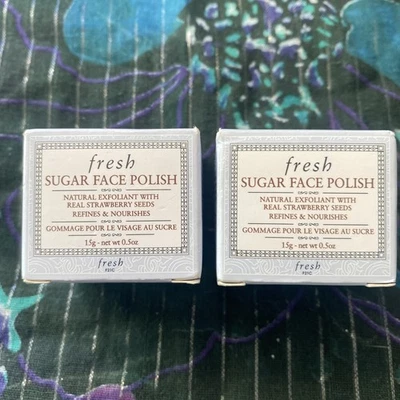 fresh
SUGAR FACE POLISH
NATURAL EXFOLIANT WITH
REAL STRAWBERRY SEEDS
REFINES & NOURISHES
GOMMAGE POUR LE VISAGE AU SUCRE
15g - net wt 0.5oz
fresh
fresh
SUGAR FACE POLISH
NATURAL EXFOLIANT WITH
REAL STRAWBERRY SEEDS
REFINES & NOURISHES
GOMMAGE POUR LE VISAGE AU SUCRE
15g - net wt 0.5oz
fresh